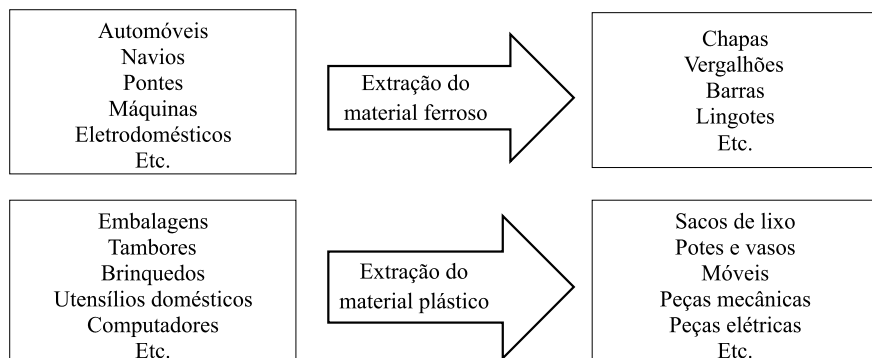 Automóveis
Navios
Pontes
Máquinas
Eletrodomésticos
Etc.
Extração do
material ferroso
Chapas
Vergalhões
Barras
Lingotes
Etc.
Embalagens
Tambores
Brinquedos
Utensílios domésticos
Computadores
Etc.
Extração do
material plástico
Sacos de lixo
Potes e vasos
Móveis
Peças mecânicas
Peças elétricas
Etc.